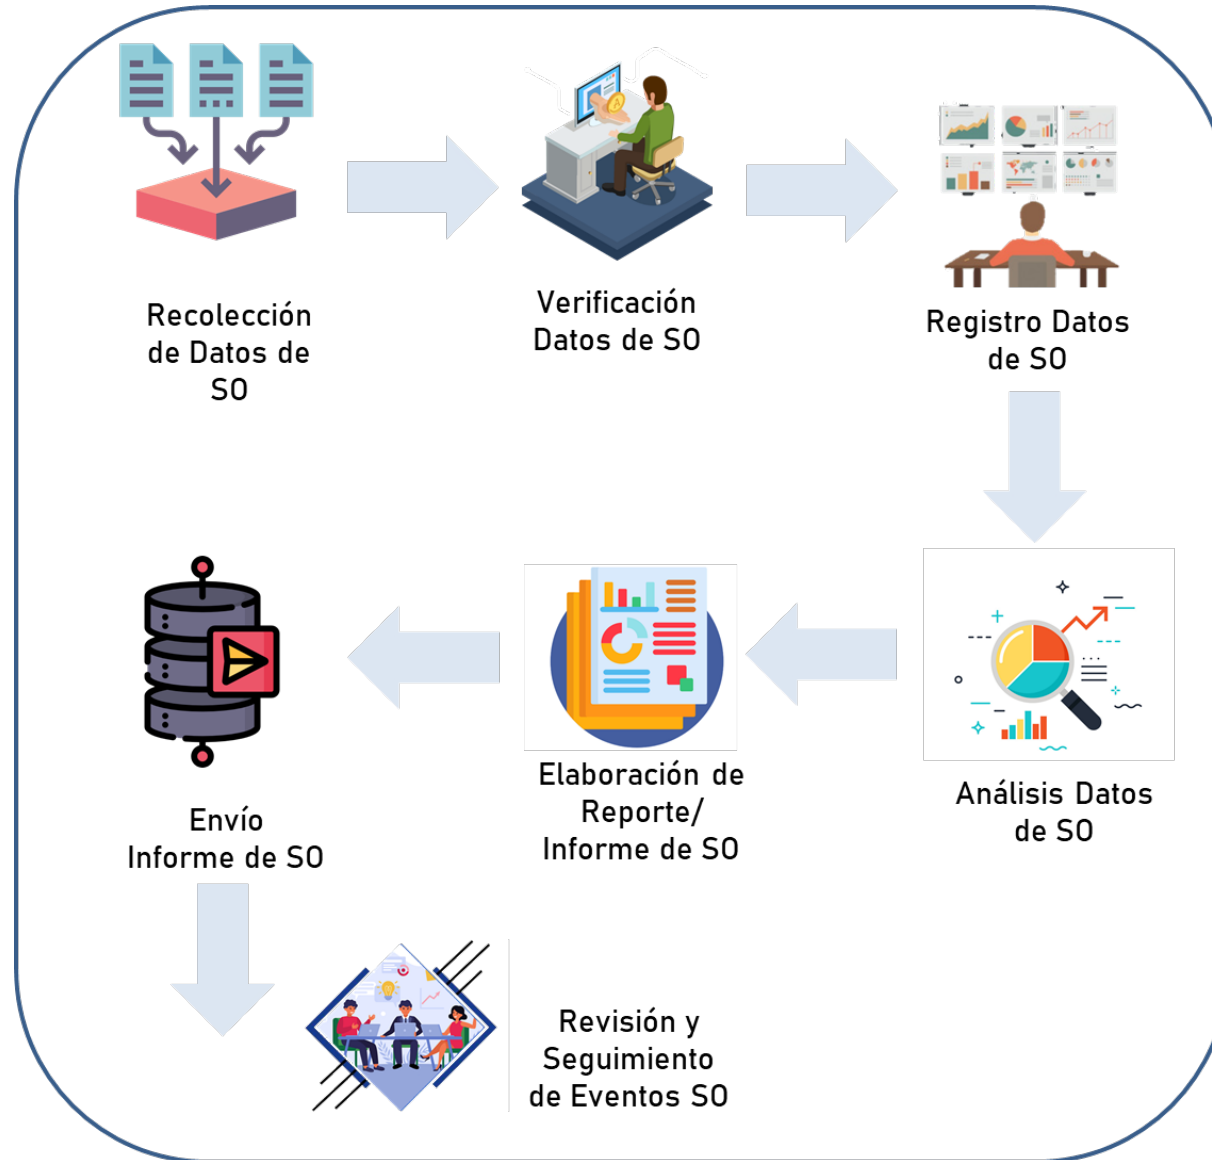 Recolección
de Datos de
SO
Verificación
Datos de SO
Registro Datos
de SO
Análisis Datos
de SO
Elaboración de
Reporte/
Informe de SO
Envío
Informe de SO
Revisión y
Seguimiento
de Eventos SO